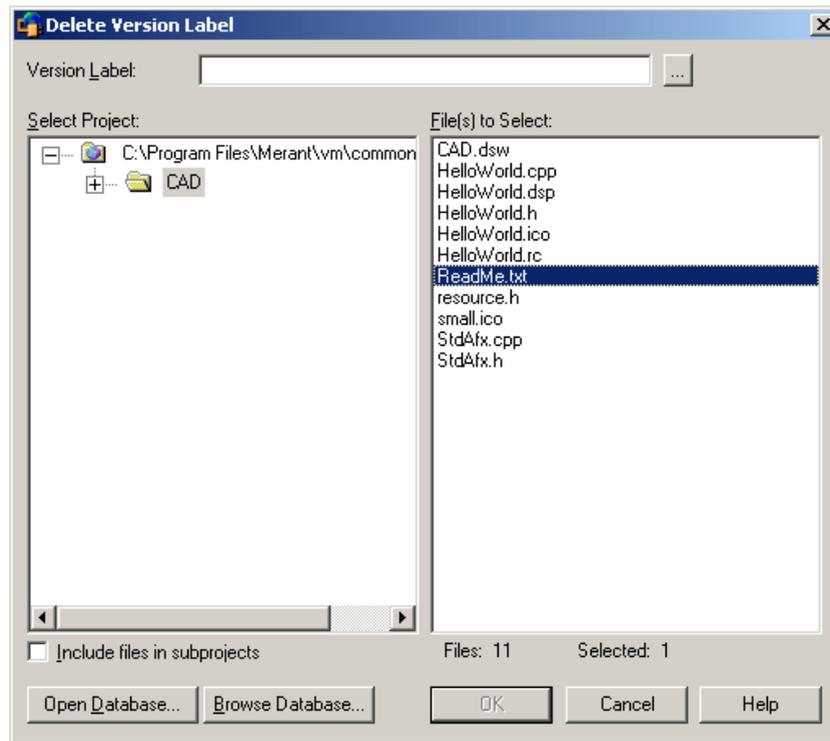 Delete Version Label
Version Label:
...
Select Project:
C:\Program Files\Merant\vm\common
CAD
Include files in subprojects
File(s) to Select:
CAD.dsw
HelloWorld.cpp
HelloWorld.dsp
HelloWorld.h
HelloWorld.ico
HelloWorld.rc
ReadMe.txt
resource.h
small.ico
StdAfx.cpp
StdAfx.h
Files: 11 Selected: 1
Open Database... Browse Database... OK Cancel Help